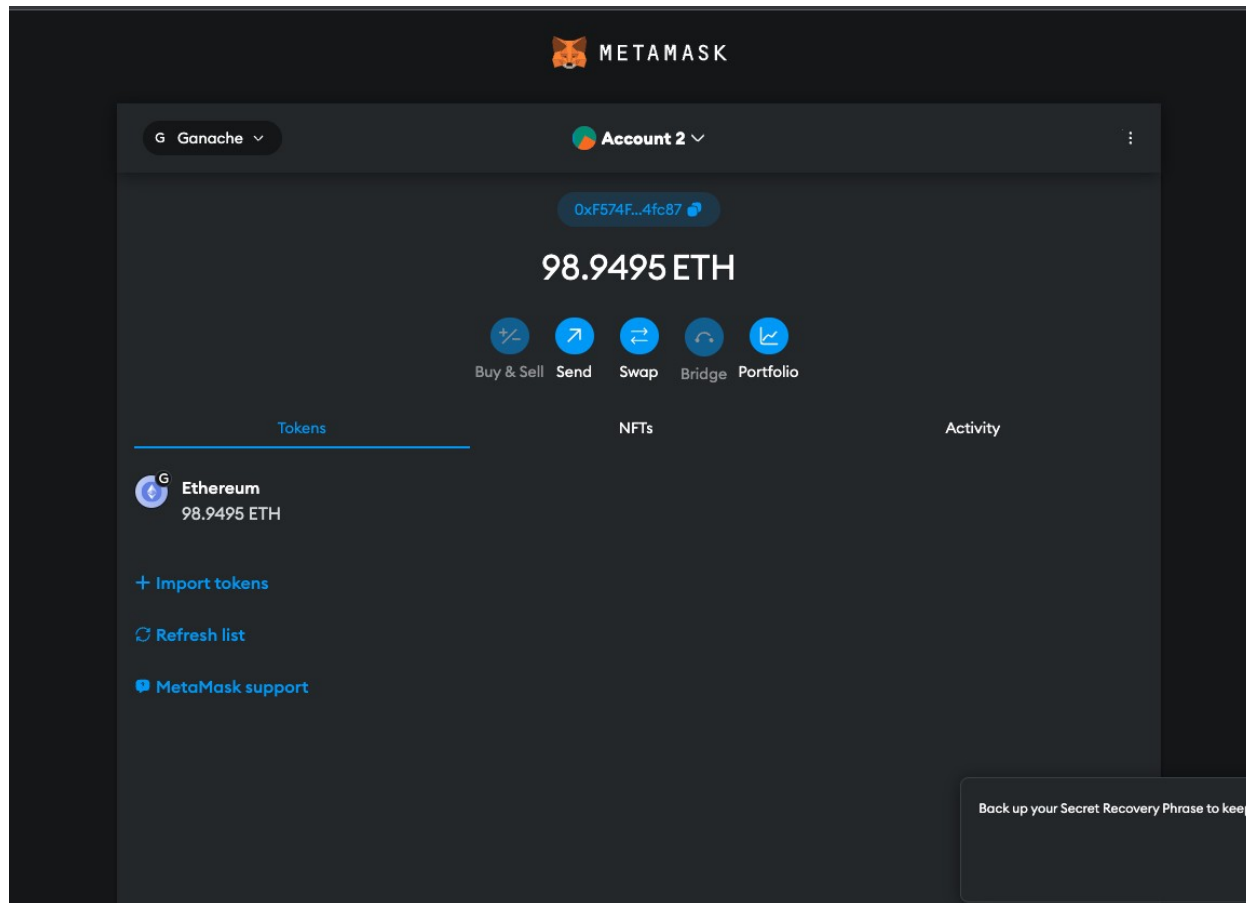 METAMASK
G Ganache
Account 2
0xF574F...4fc87
98.9495 ETH
Buy & Sell Send Swap Bridge Portfolio
Tokens NFTs Activity
G
Ethereum
98.9495 ETH
+ Import tokens
Refresh list
MetaMask support
Back up your Secret Recovery Phrase to keep